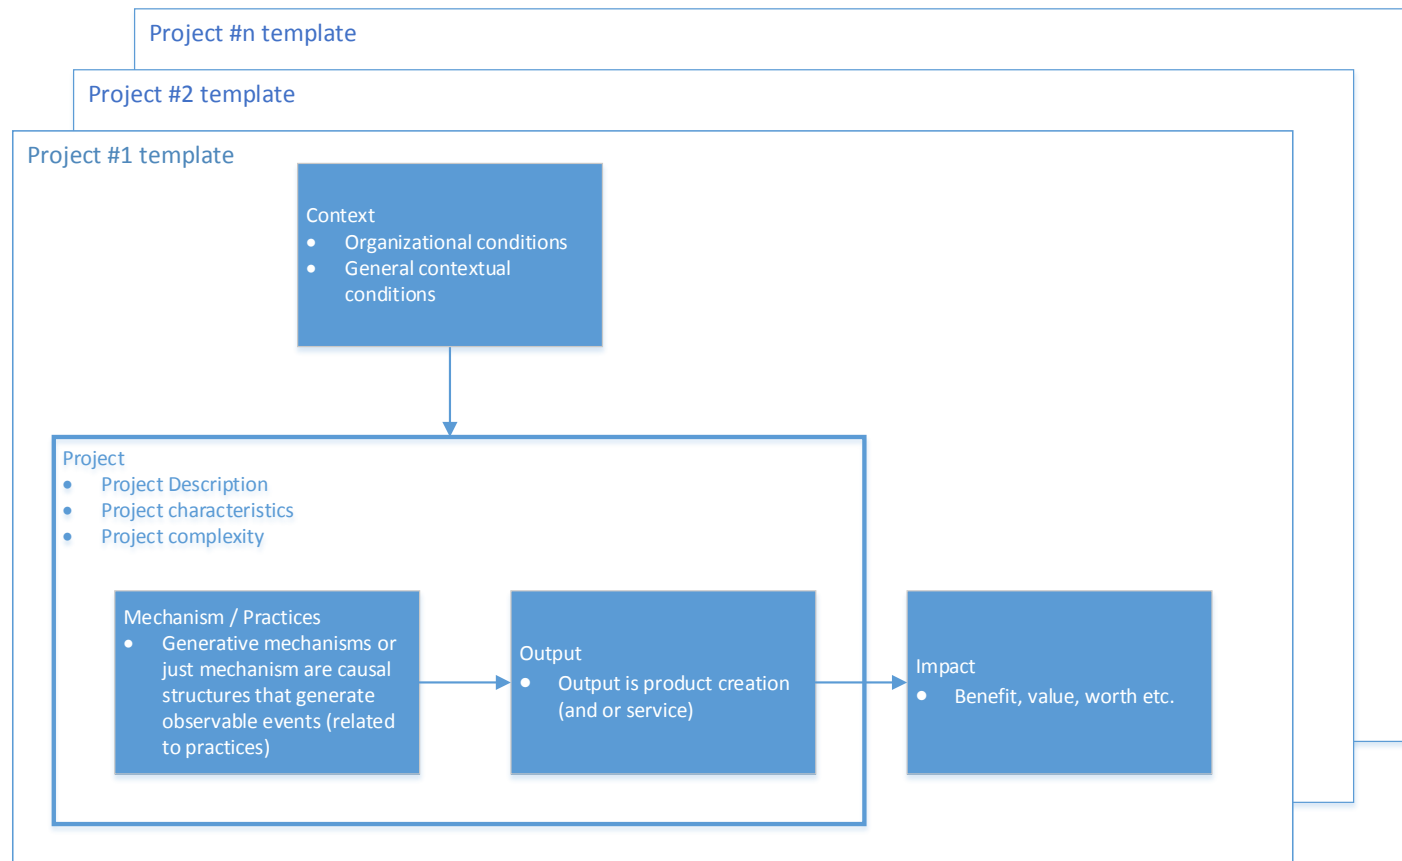 Project #n template
Project #2 template
Project #1 template
Context
• Organizational conditions
• General contextual
conditions
Project
• Project Description
• Project characteristics
• Project complexity
Mechanism / Practices
• Generative mechanisms or
just mechanism are causal
structures that generate
observable events (related
to practices)
Output
• Output is product creation
(and or service)
Impact
• Benefit, value, worth etc.